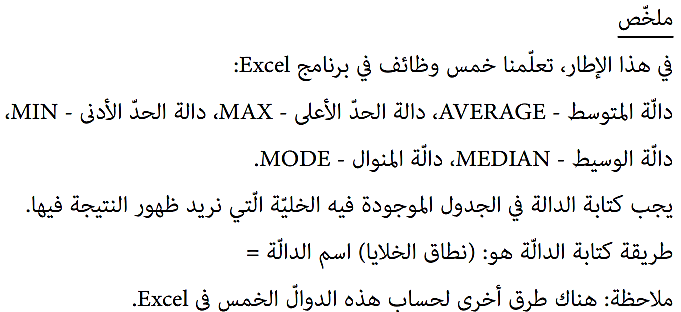 ملخّص
في هذا الإطار، تعلّمنا خمس وظائف في برنامج Excel:
دالّة المتوسط - AVERAGE، دالة الحدّ الأعلى - MAX، دالة الحدّ الأدنى - MIN،
دالّة الوسيط - MEDIAN، دالّة المنوال - MODE.
يجب كتابة الدالة في الجدول الموجودة فيه الخليّة الّتي نريد ظهور النتيجة فيها.
طريقة كتابة الدالّة هو: (نطاق الخلايا) اسم الدالّة =
ملاحظة: هناك طرق أخرى لحساب هذه الدوالّ الخمس في Excel.